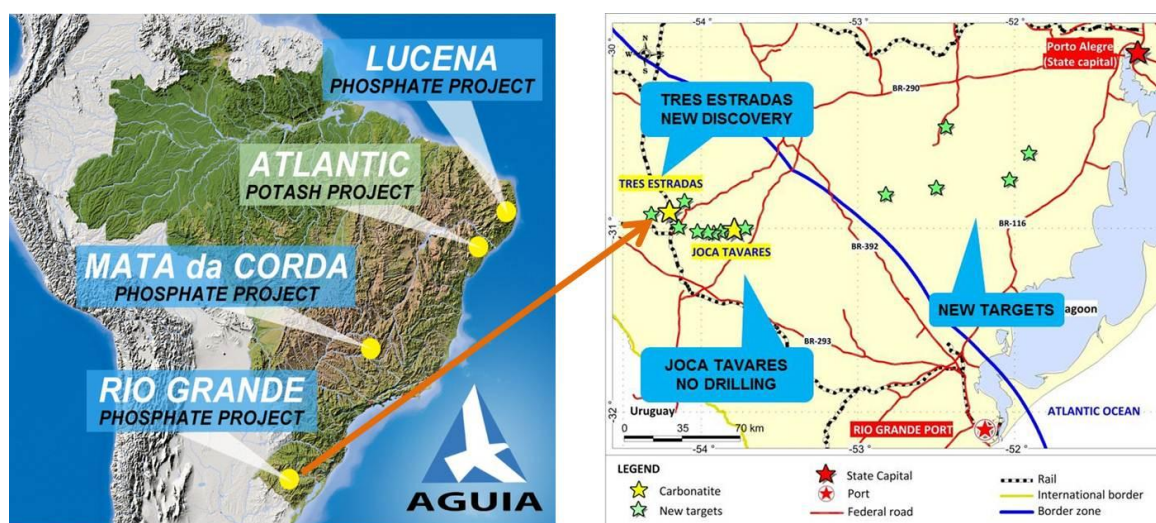 LUCENA
PHOSPHATE PROJECT
ATLANTIC
POTASH PROJECT
MATA da CORDA
PHOSPHATE PROJECT
RIO GRANDE
PHOSPHATE PROJECT
AGUIA
-54
-53
-52
-30
N
W
E
S
Porto Alegre
(State capital)
BR-290
TRES ESTRADAS
NEW DISCOVERY
TRES ESTRADAS
-31
JOCA TAVARES
BR-116
BR-392
NEW TARGETS
agoon
BR-293
JOCA TAVARES
NO DRILLING
-32
Uruguay
ATLANTIC OCEAN
0 35 70 km
RIO GRANDE PORT
-54
-53
-52
LEGEND
Carbonatite
New targets
State Capital
Port
Federal road
Rail
International border
Border zone